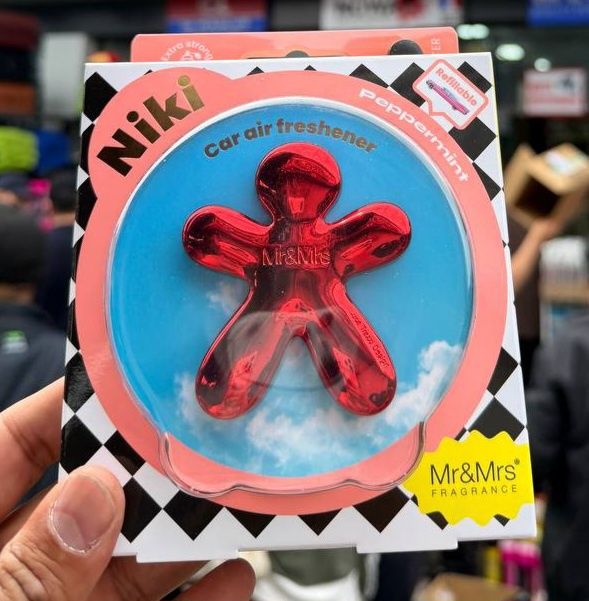 Niki
Car air freshener
Peppermint
Refillable
Mr&Mrs
Mr&Mrs®
FRAGRANCE